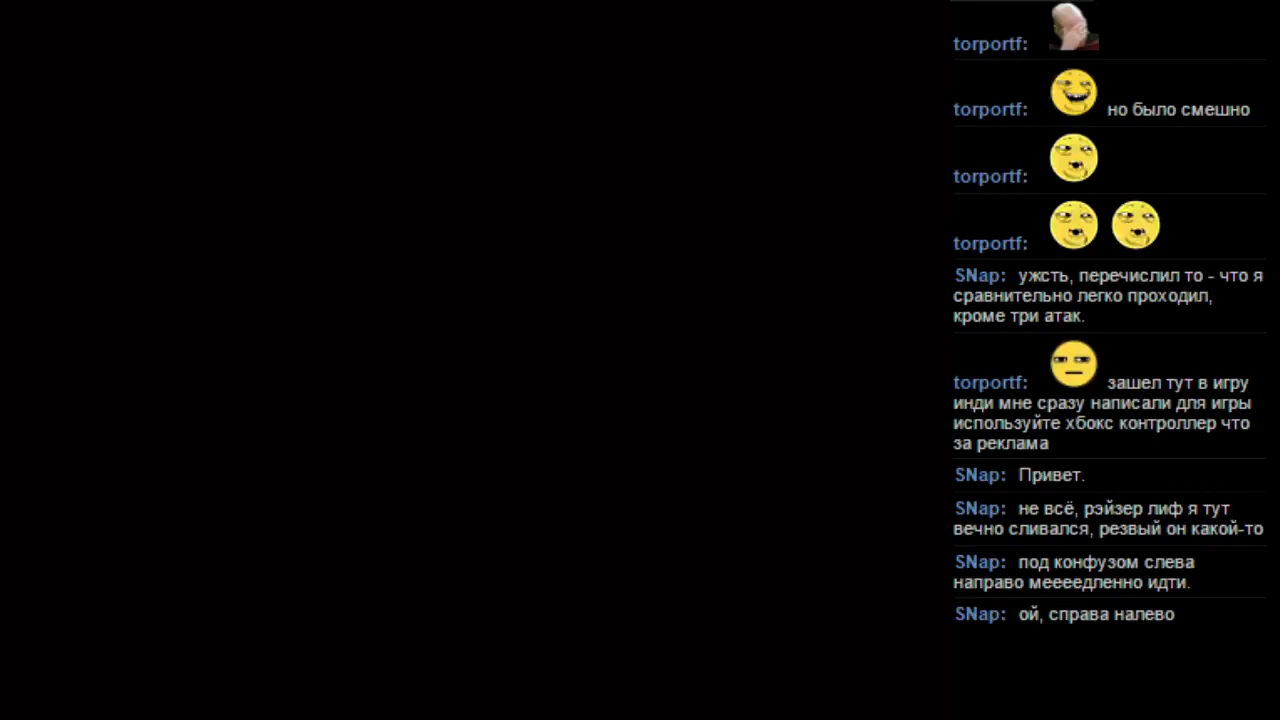 torportf:
torportf: но было смешно
torportf:
torportf:
SNap: ужсть, перечислил то - что я
сравнительно легко проходил,
кроме три атак.
torportf: зашел тут в игру
инди мне сразу написали для игры
используйте хбокс контроллер что
за реклама
SNap: Привет.
SNap: не всё, рэйзер лиф я тут
вечно сливался, резвый он какой-то
SNap: под конфузом слева
направо меееедленно идти.
SNap: ой, справа налево